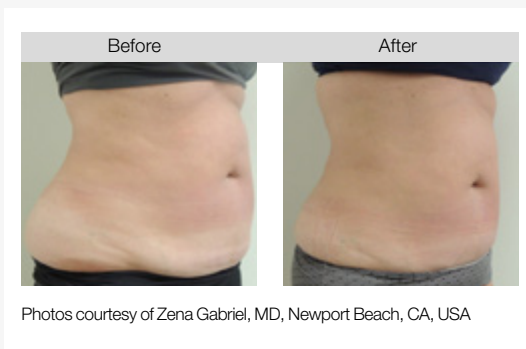 Before
After
Photos courtesy of Zena Gabriel, MD, Newport Beach, CA, USA